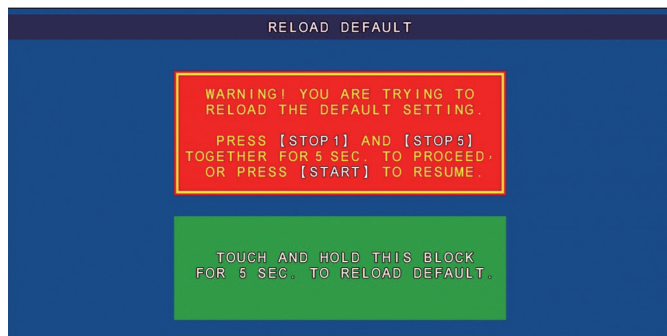 RELOAD DEFAULT
WARNING! YOU ARE TRYING TO
RELOAD THE DEFAULT SETTING.
PRESS【STOP1】AND【STOP5】
TOGETHER FOR 5 SEC. TO PROCEED,
OR PRESS【START】TO RESUME.
TOUCH AND HOLD THIS BLOCK
FOR 5 SEC. TO RELOAD DEFAULT.